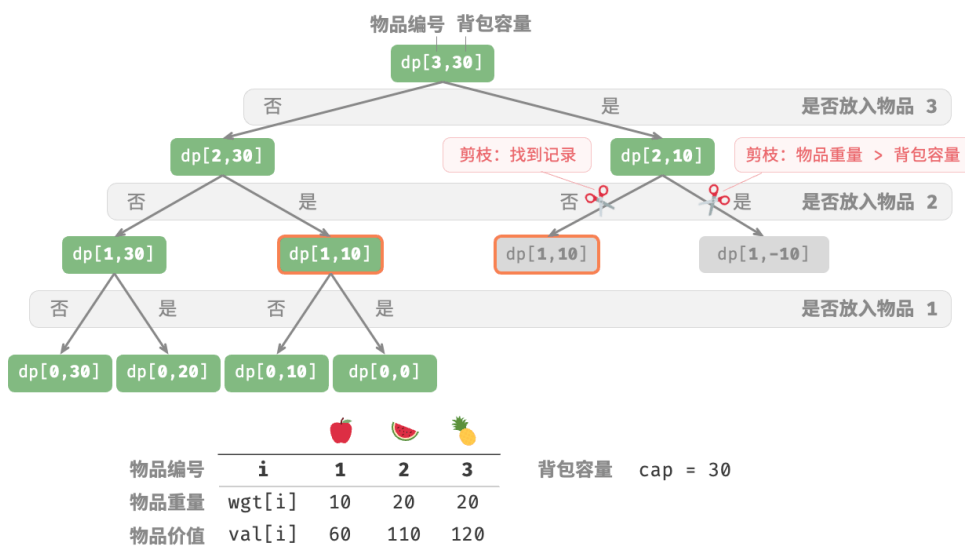 物品编号 背包容量
dp[3,30]
否 是 是否放入物品 3
dp[2,30] 剪枝：找到记录 dp[2,10] 剪枝：物品重量 > 背包容量
否 是 否 是 是否放入物品 2
dp[1,30] dp[1,10] dp[1,10] dp[1,-10]
否 是 否 是 是否放入物品 1
dp[0,30] dp[0,20] dp[0,10] dp[0,0]
物品编号 i 1 2 3 背包容量 cap = 30
物品重量 wgt[i] 10 20 20
物品价值 val[i] 60 110 120